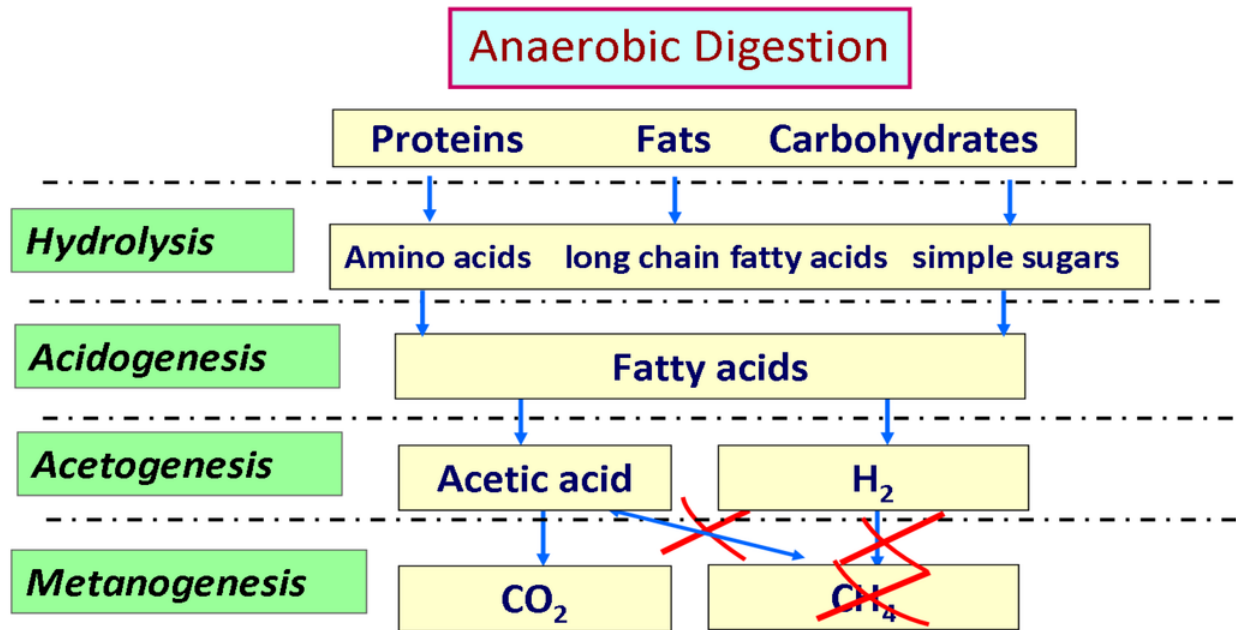 Anaerobic Digestion
Proteins Fats Carbohydrates
Hydrolysis
Amino acids long chain fatty acids simple sugars
Acidogenesis
Fatty acids
Acetogenesis
Acetic acid H₂
Metanogenesis
CO₂ CH₄